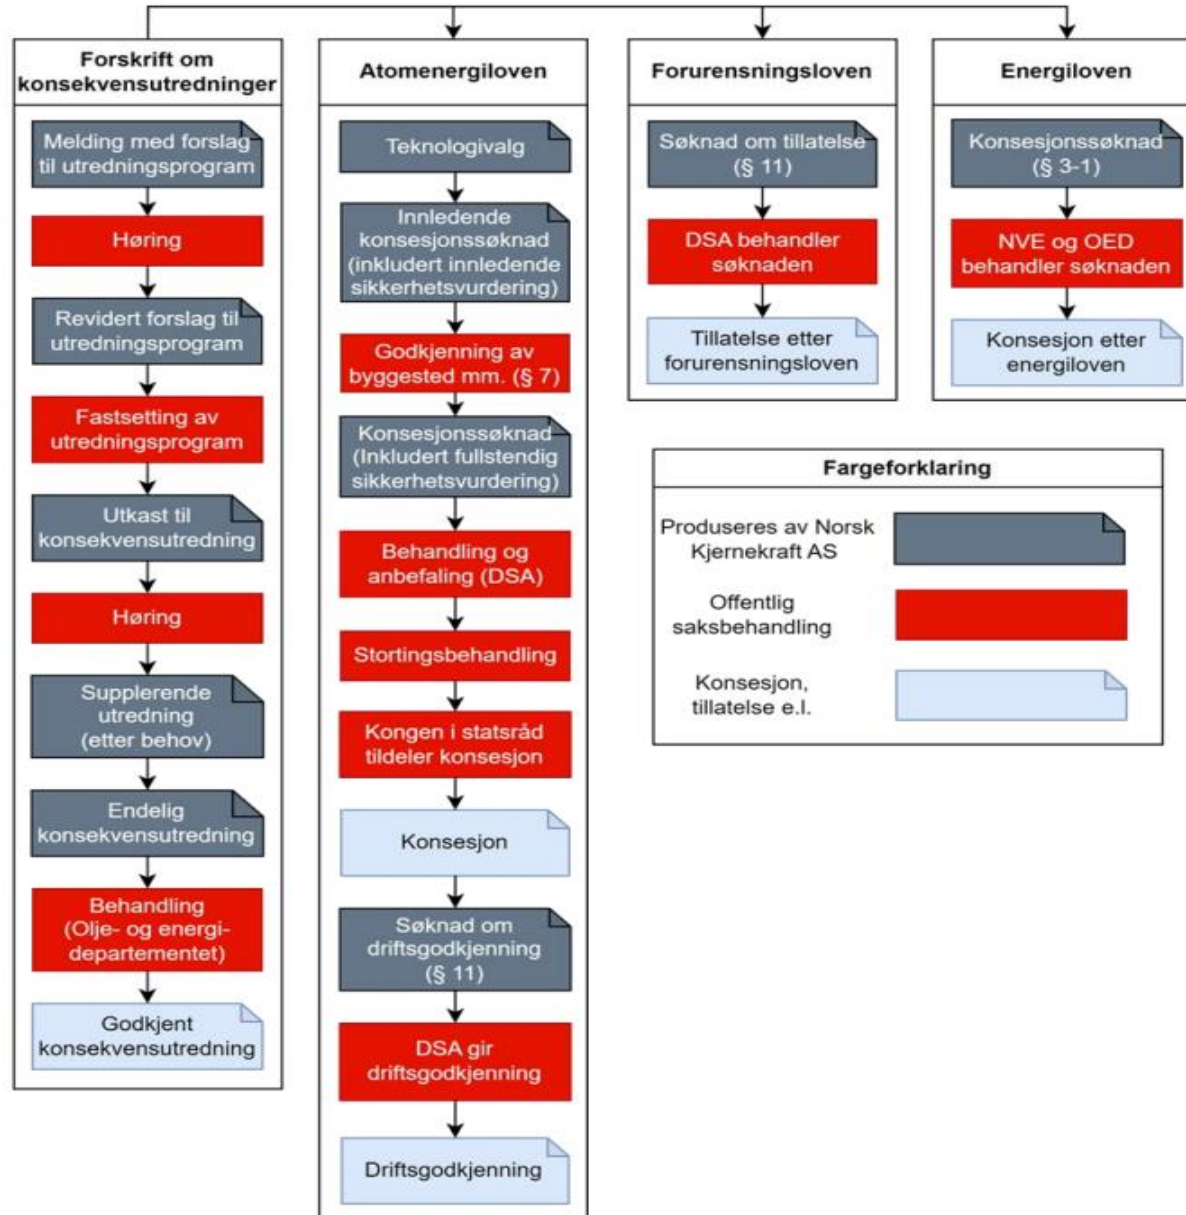 Forskrift om
konsekvensutredninger
Melding med forslag
til utredningsprogram
Høring
Revidert forslag til
utredningsprogram
Fastsetting av
utredningsprogram
Utkast til
konsekvensutredning
Høring
Supplerende
utredning
(etter behov)
Endelig
konsekvensutredning
Behandling
(Olje- og energi-
departementet)
Godkjent
konsekvensutredning
Atomenergiloven
Teknologivalg
Innledende
konsesjonssøknad
(inkludert innledende
sikkerhetsvurdering)
Godkjenning av
byggested mm. (§ 7)
Konsesjonssøknad
(Inkludert fullstendig
sikkerhetsvurdering)
Behandling og
anbefaling (DSA)
Stortingsbehandling
Kongen i statsråd
tildeler konsesjon
Konsesjon
Søknad om
driftsgodkjenning
(§ 11)
DSA gir
driftsgodkjenning
Driftsgodkjenning
Forurensningsloven
Søknad om tillatelse
(§ 11)
DSA behandler
søknaden
Tillatelse etter
forurensningsloven
Energiloven
Konsesjonssøknad
(§ 3-1)
NVE og OED
behandler søknaden
Konsesjon etter
energiloven
Fargeforklaring
Produseres av Norsk
Kjernekraft AS
Offentlig
saksbehandling
Konsesjon,
tillatelse e.l.